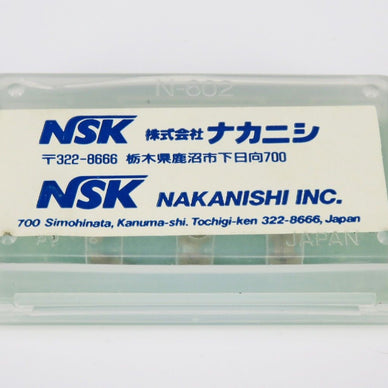 N-802
NSK 株式会社 ナカニシ
〒322-8666 栃木県鹿沼市下日向700
NSK NAKANISHI INC.
700 Simohinata, Kanuma-shi. Tochigi-ken 322-8666, Japan
JAPAN